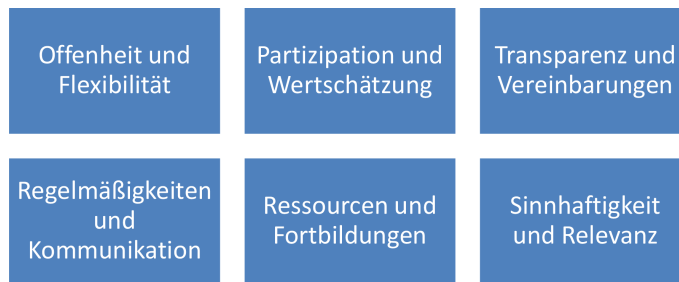 Offenheit und
Flexibilität
Partizipation und
Wertschätzung
Transparenz und
Vereinbarungen
Regelmäßigkeiten
und
Kommunikation
Ressourcen und
Fortbildungen
Sinnhaftigkeit
und Relevanz